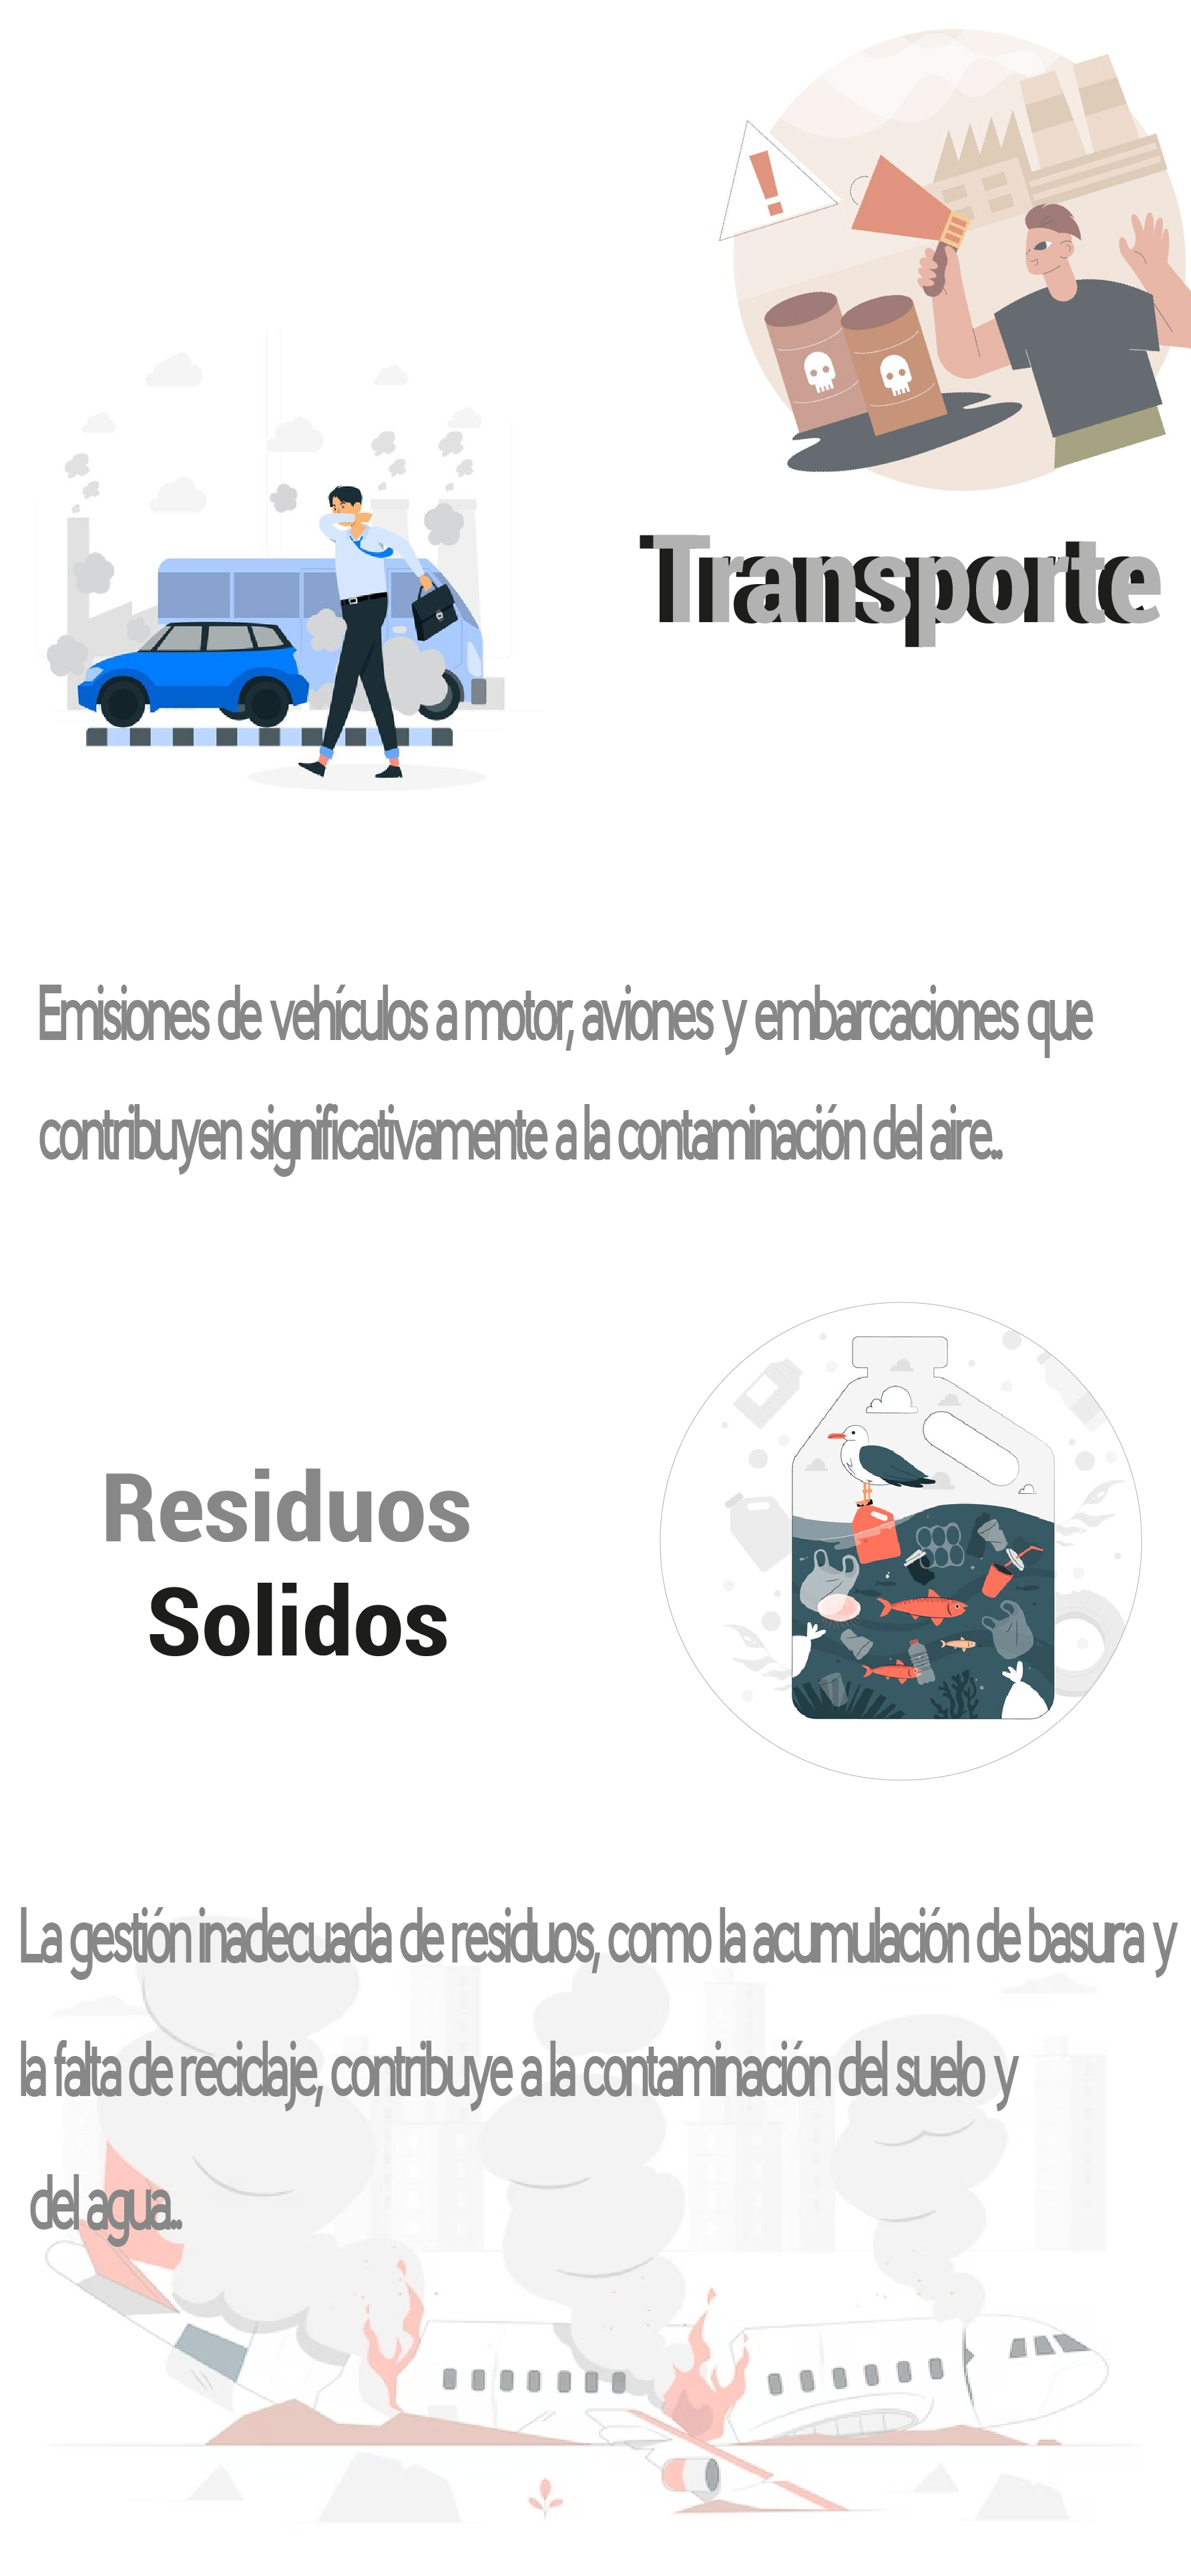 Transporte
Emisiones de vehículos a motor, aviones y embarcaciones que
contribuyen significativamente a la contaminación del aire..
Residuos
Solidos
La gestión inadecuada de residuos, como la acumulación de basura y
la falta de reciclaje, contribuye a la contaminación del suelo y
del agua..